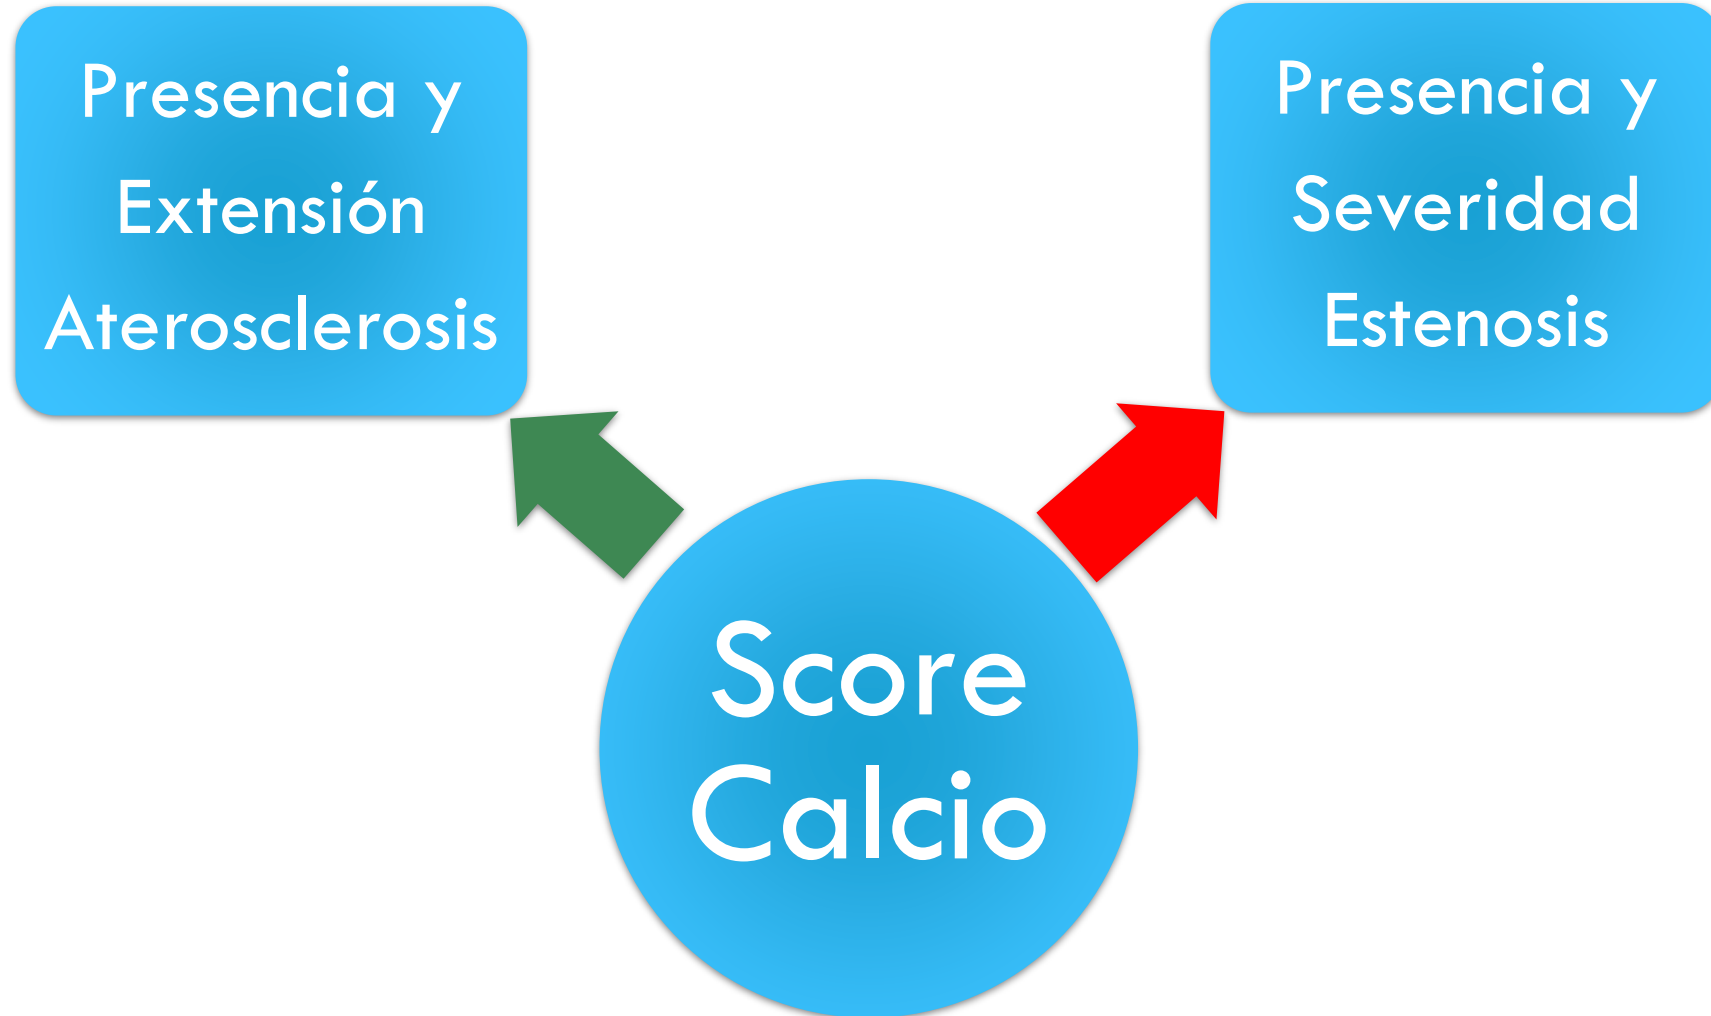 Presencia y
Extensión
Aterosclerosis
Presencia y
Severidad
Estenosis
Score
Calcio